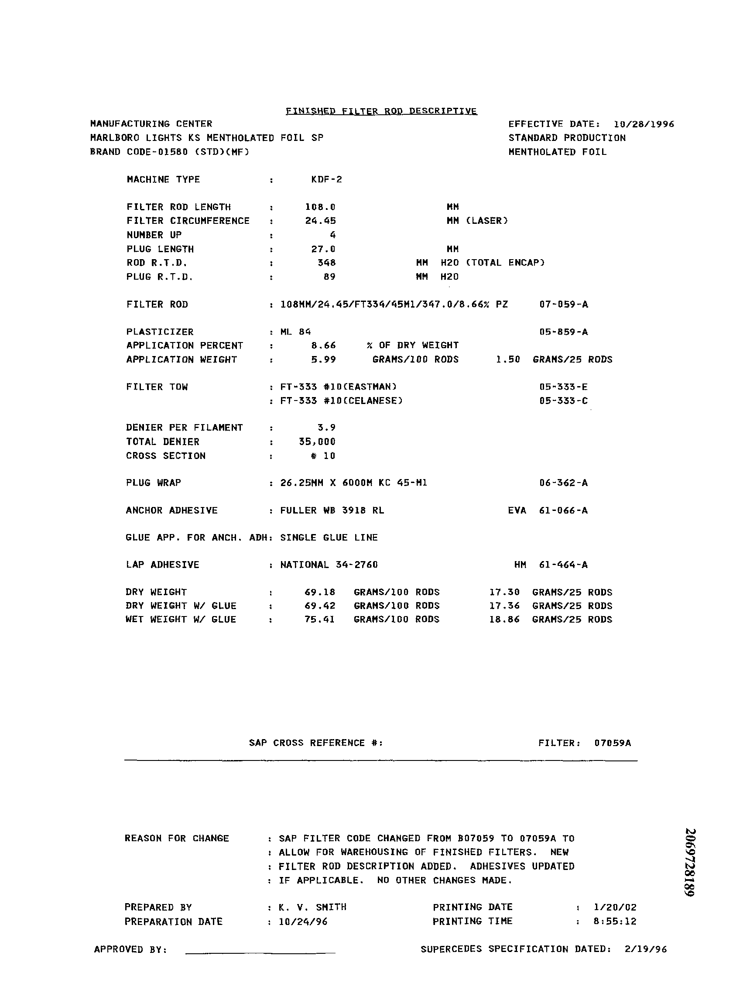 FINISHED FILTER ROD DESCRIPTIVE
MANUFACTURING CENTER EFFECTIVE DATE: 10/28/1996
MARLBORO LIGHTS KS MENTHOLATED FOIL SP STANDARD PRODUCTION
BRAND CODE-01580 (STD)(MF) MENTHOLATED FOIL
MACHINE TYPE : KDF-2
FILTER ROD LENGTH : 108.0 MM
FILTER CIRCUMFERENCE : 24.45 MM (LASER)
NUMBER UP : 4
PLUG LENGTH : 27.0 MM
ROD R.T.D. : 348 MM H2O (TOTAL ENCAP)
PLUG R.T.D. : 89 MM H2O
FILTER ROD : 108MM/24.45/FT334/45M1/347.0/8.66% PZ 07-059-A
PLASTICIZER : ML 84 05-859-A
APPLICATION PERCENT : 8.66 % OF DRY WEIGHT
APPLICATION WEIGHT : 5.99 GRAMS/100 RODS 1.50 GRAMS/25 RODS
FILTER TOW : FT-333 #10(EASTMAN) 05-333-E
: FT-333 #10(CELANESE) 05-333-C
DENIER PER FILAMENT : 3.9
TOTAL DENIER : 35,000
CROSS SECTION : # 10
PLUG WRAP : 26.25MM X 6000M KC 45-M1 06-362-A
ANCHOR ADHESIVE : FULLER WB 3918 RL EVA 61-066-A
GLUE APP. FOR ANCH. ADH: SINGLE GLUE LINE
LAP ADHESIVE : NATIONAL 34-2760 HM 61-464-A
DRY WEIGHT : 69.18 GRAMS/100 RODS 17.30 GRAMS/25 RODS
DRY WEIGHT W/ GLUE : 69.42 GRAMS/100 RODS 17.36 GRAMS/25 RODS
WET WEIGHT W/ GLUE : 75.41 GRAMS/100 RODS 18.86 GRAMS/25 RODS
SAP CROSS REFERENCE #: FILTER: 07059A
REASON FOR CHANGE : SAP FILTER CODE CHANGED FROM B07059 TO 07059A TO
: ALLOW FOR WAREHOUSING OF FINISHED FILTERS. NEW
: FILTER ROD DESCRIPTION ADDED. ADHESIVES UPDATED
: IF APPLICABLE. NO OTHER CHANGES MADE.
2069728189
PREPARED BY : K. V. SMITH PRINTING DATE : 1/20/02
PREPARATION DATE : 10/24/96 PRINTING TIME : 8:55:12
APPROVED BY: SUPERCEDES SPECIFICATION DATED: 2/19/96